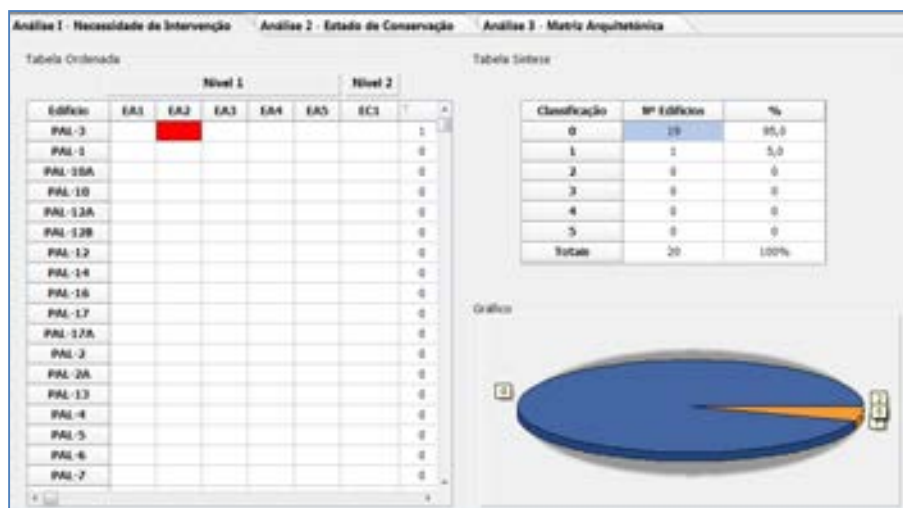 Análise I - Necessidade de Intervenção Análise 2 - Estado de Conservação Análise 3 - Matriz Arquitetónica
Tabela Ordenada
Nível 1 Nível 2
Edifício EA1 EA2 EA3 EA4 EA5 EC1 T
PAL-3 1
PAL-1 0
PAL-10A 0
PAL-10 0
PAL-12A 0
PAL-12B 0
PAL-12 0
PAL-14 0
PAL-16 0
PAL-17 0
PAL-17A 0
PAL-2 0
PAL-2A 0
PAL-13 0
PAL-4 0
PAL-5 0
PAL-6 0
PAL-7 0
Tabela Síntese
Classificação Nº Edifícios %
0 19 95,0
1 1 5,0
2 0 0
3 0 0
4 0 0
5 0 0
Totais 20 100%
Gráfico
0